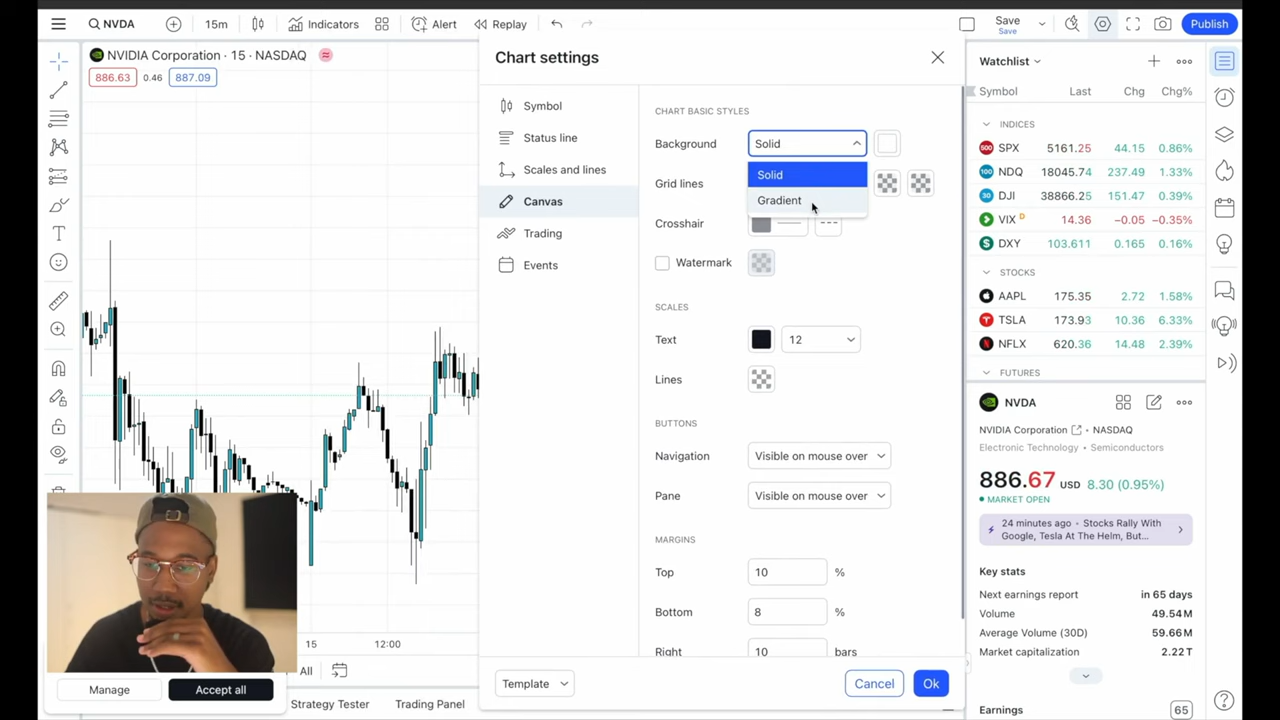 NVDA
15m
Indicators
Alert
Replay
Save
Save
Publish
NVIDIA Corporation · 15 · NASDAQ
886.63
0.46
887.09
15
12:00
All
Manage
Accept all
Strategy Tester
Trading Panel
Chart settings
Symbol
Status line
Scales and lines
Canvas
Trading
Events
CHART BASIC STYLES
Background
Solid
Solid
Gradient
Grid lines
Crosshair
Watermark
SCALES
Text
12
Lines
BUTTONS
Navigation
Visible on mouse over
Pane
Visible on mouse over
MARGINS
Top
10
%
Bottom
8
%
Right
10
bars
Template
Cancel
Ok
Watchlist
Symbol
Last
Chg
Chg%
INDICES
500 SPX 5161.25 44.15 0.86%
100 NDQ 18045.74 237.49 1.33%
30 DJI 38866.25 151.47 0.39%
VIX D 14.36 −0.05 −0.35%
$ DXY 103.611 0.165 0.16%
STOCKS
AAPL 175.35 2.72 1.58%
TSLA 173.93 10.36 6.33%
N NFLX 620.36 14.48 2.39%
FUTURES
NVDA
NVIDIA Corporation • NASDAQ
Electronic Technology • Semiconductors
886.67 USD 8.30 (0.95%)
MARKET OPEN
24 minutes ago • Stocks Rally With
Google, Tesla At The Helm, But...
Key stats
Next earnings report in 65 days
Volume 49.54M
Average Volume (30D) 59.66M
Market capitalization 2.22T
Earnings
65